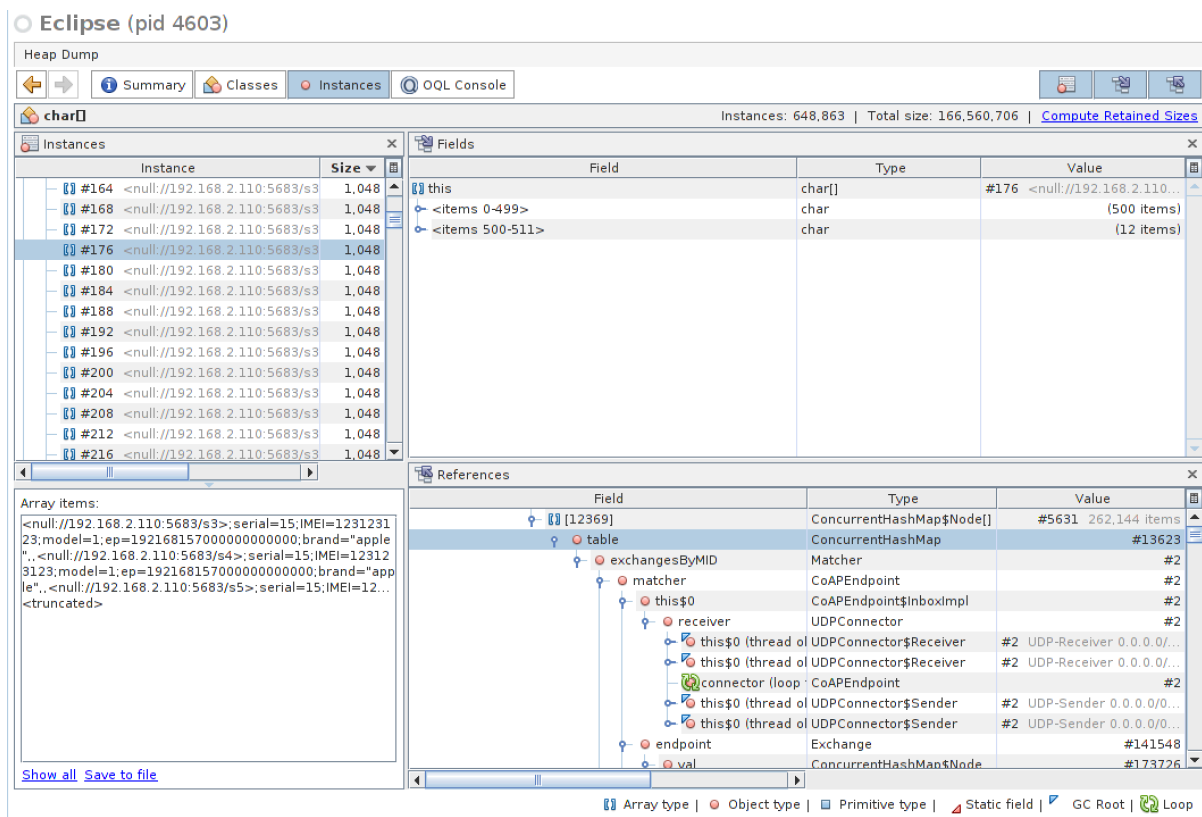 Eclipse (pid 4603)
Heap Dump
Summary Classes Instances OQL Console
char[] Instances: 648,863 | Total size: 166,560,706 | Compute Retained Sizes
Instances
Instance Size
#164 <null://192.168.2.110:5683/s3 1,048
#168 <null://192.168.2.110:5683/s3 1,048
#172 <null://192.168.2.110:5683/s3 1,048
#176 <null://192.168.2.110:5683/s3 1,048
#180 <null://192.168.2.110:5683/s3 1,048
#184 <null://192.168.2.110:5683/s3 1,048
#188 <null://192.168.2.110:5683/s3 1,048
#192 <null://192.168.2.110:5683/s3 1,048
#196 <null://192.168.2.110:5683/s3 1,048
#200 <null://192.168.2.110:5683/s3 1,048
#204 <null://192.168.2.110:5683/s3 1,048
#208 <null://192.168.2.110:5683/s3 1,048
#212 <null://192.168.2.110:5683/s3 1,048
#216 <null://192.168.2.110:5683/s3 1,048
Array items:
<null://192.168.2.110:5683/s3>;serial=15;IMEI=1231231
23;model=1;ep=192168157000000000000;brand="apple
",,<null://192.168.2.110:5683/s4>;serial=15;IMEI=12312
3123;model=1;ep=192168157000000000000;brand="app
le",,<null://192.168.2.110:5683/s5>;serial=15;IMEI=12...
<truncated>
Show all Save to file
Fields
Field Type Value
this char[] #176 <null://192.168.2.110...
<items 0-499> char (500 items)
<items 500-511> char (12 items)
References
Field Type Value
[12369] ConcurrentHashMap$Node[] #5631 262,144 items
table ConcurrentHashMap #13623
exchangesByMID Matcher #2
matcher CoAPEndpoint #2
this$0 CoAPEndpoint$InboxImpl #2
receiver UDPConnector #2
this$0 (thread ol UDPConnector$Receiver #2 UDP-Receiver 0.0.0.0/...
this$0 (thread ol UDPConnector$Receiver #2 UDP-Receiver 0.0.0.0/...
connector (loop CoAPEndpoint #2
this$0 (thread ol UDPConnector$Sender #2 UDP-Sender 0.0.0.0/0...
this$0 (thread ol UDPConnector$Sender #2 UDP-Sender 0.0.0.0/0...
endpoint Exchange #141548
val ConcurrentHashMap$Node #173726
Array type | Object type | Primitive type | Static field | GC Root | Loop